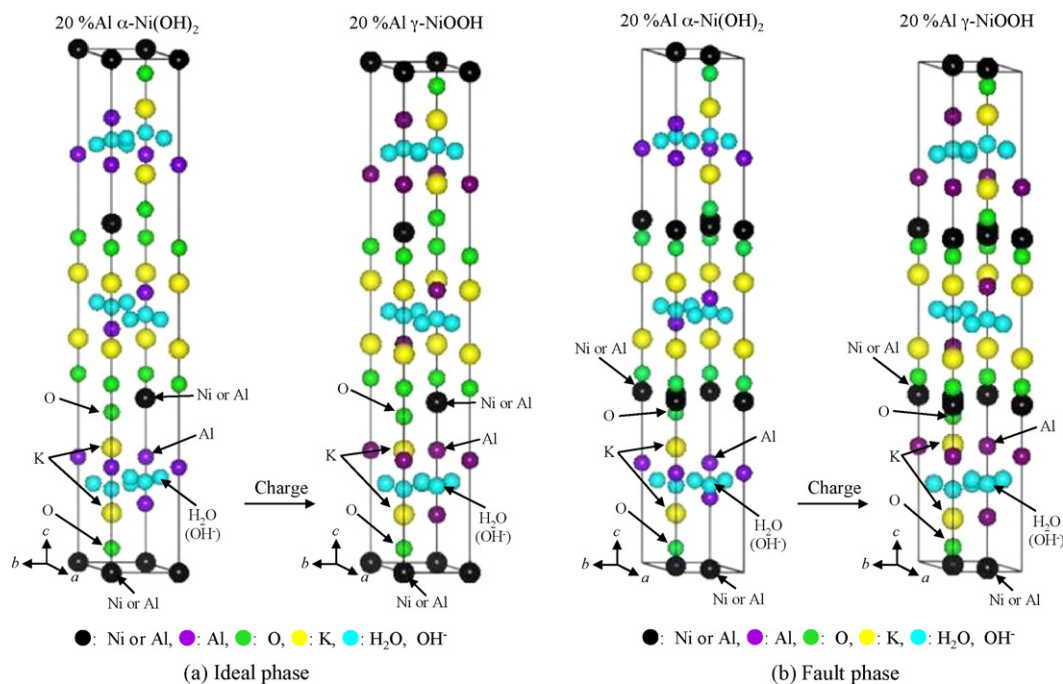 20 %Al α-Ni(OH)2
20 %Al γ-NiOOH
O
Ni or Al
Al
K
H2O
(OH-)
O
Charge
c
b
a
Ni or Al
O
Ni or Al
Al
K
H2O
(OH-)
O
c
b
a
Ni or Al
●: Ni or Al, ●: Al, ●: O, ●: K, ●: H2O, OH-
(a) Ideal phase
20 %Al α-Ni(OH)2
20 %Al γ-NiOOH
Ni or Al
O
Al
K
H2O
(OH-)
O
Charge
c
b
a
Ni or Al
Ni or Al
O
Al
K
H2O
(OH-)
O
c
b
a
Ni or Al
●: Ni or Al, ●: Al, ●: O, ●: K, ●: H2O, OH-
(b) Fault phase